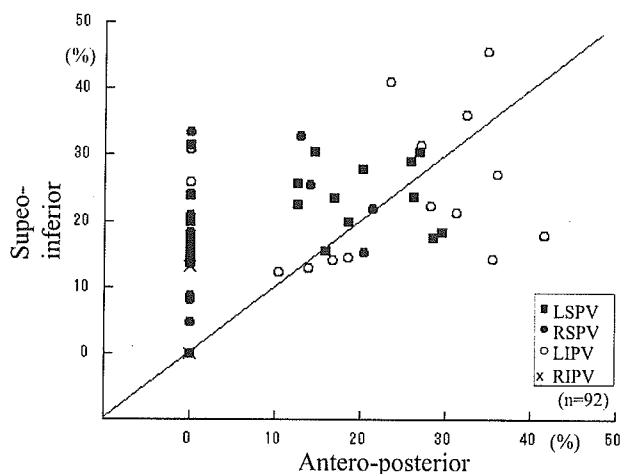 50
(%)
40
30
Supeo-
inferior
20
10
0
LSPV
RSPV
LIPV
RIPV
(n=92)
0 10 20 30 40 (%) 50
Antero-posterior